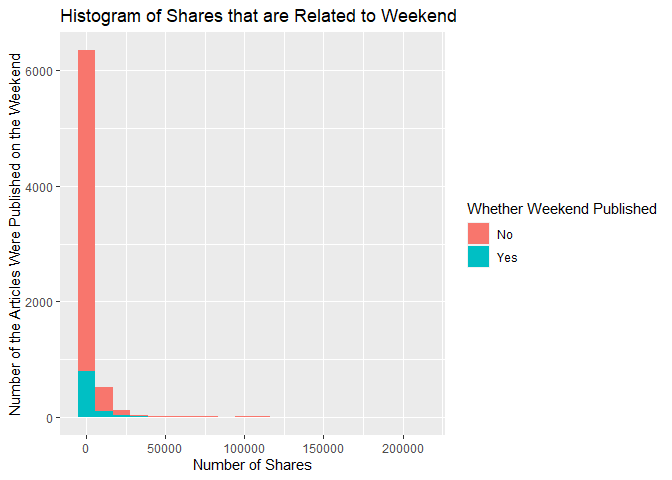 Histogram of Shares that are Related to Weekend
Number of the Articles Were Published on the Weekend
6000
4000
2000
0
0 50000 100000 150000 200000
Number of Shares
Whether Weekend Published
No
Yes